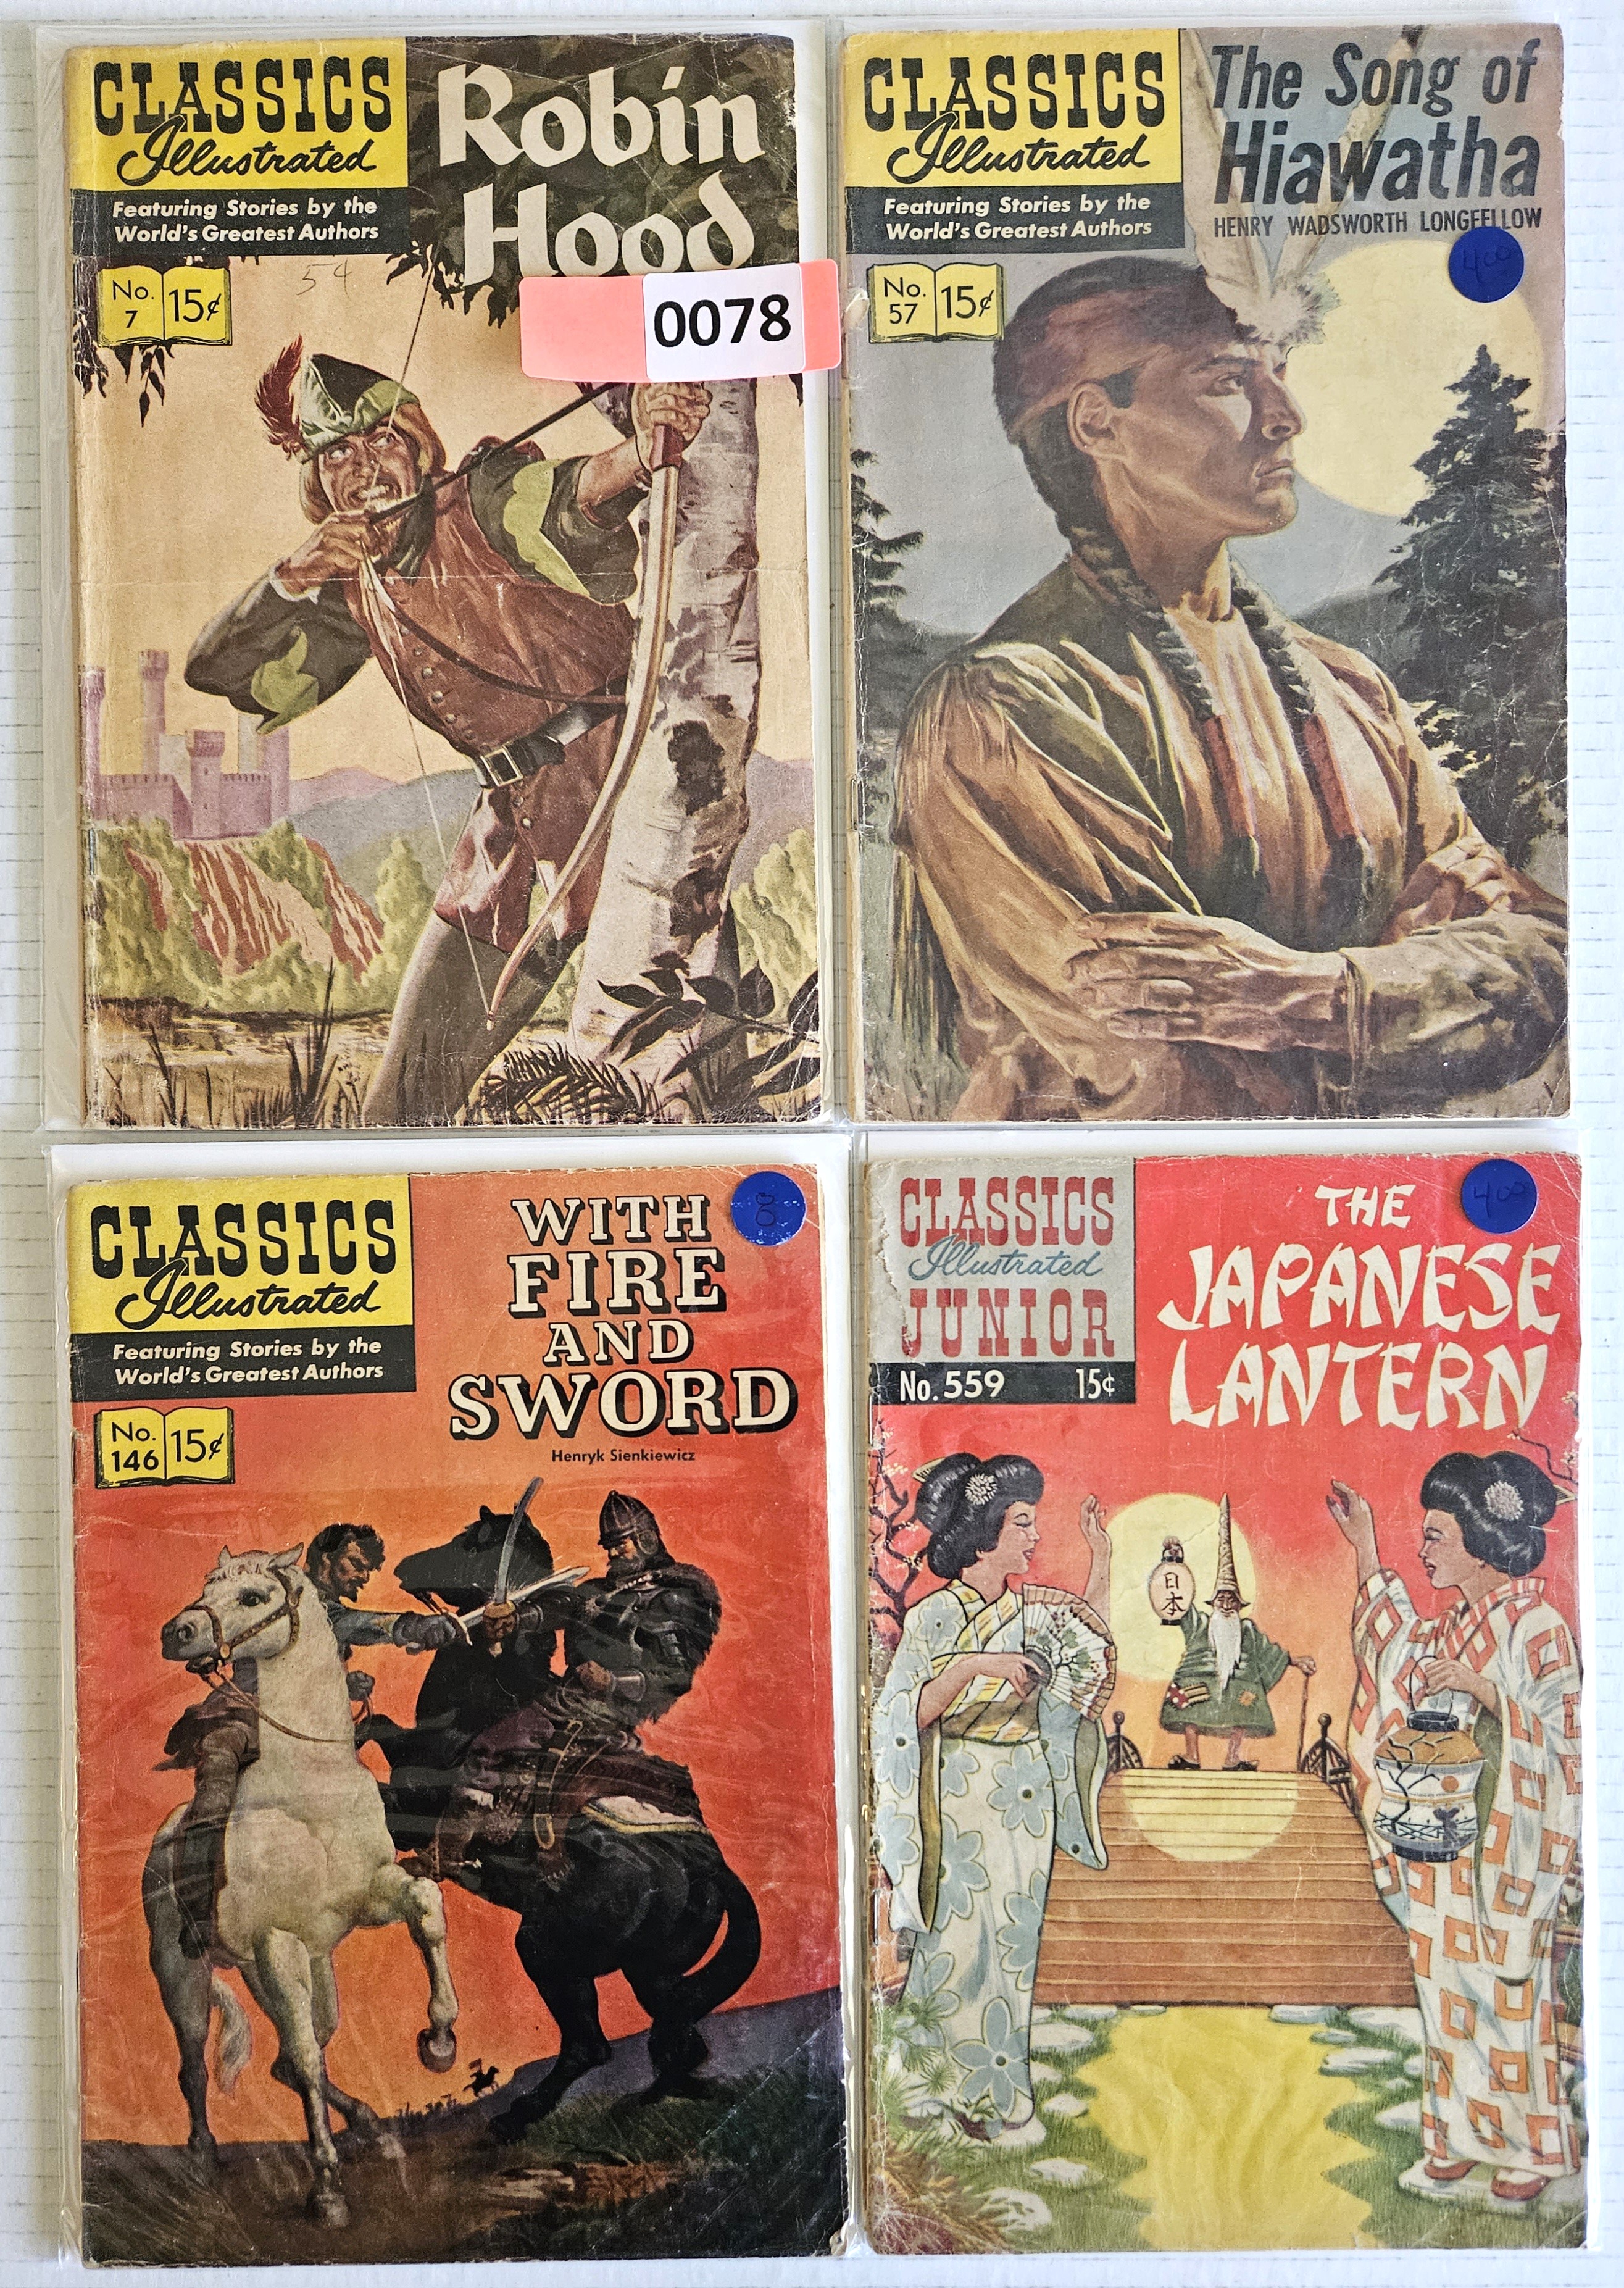 CLASSICS
Illustrated
Featuring Stories by the
World's Greatest Authors
No.
7
15¢
54
Robin
Hood
0078
CLASSICS
Illustrated
Featuring Stories by the
World's Greatest Authors
No.
57
15¢
The Song of
Hiawatha
HENRY WADSWORTH LONGFELLOW
400
CLASSICS
Illustrated
Featuring Stories by the
World's Greatest Authors
No.
146
15¢
WITH
FIRE
AND
SWORD
Henryk Sienkiewicz
CLASSICS
Illustrated
JUNIOR
No. 559 15¢
THE
JAPANESE
LANTERN
400
日
本